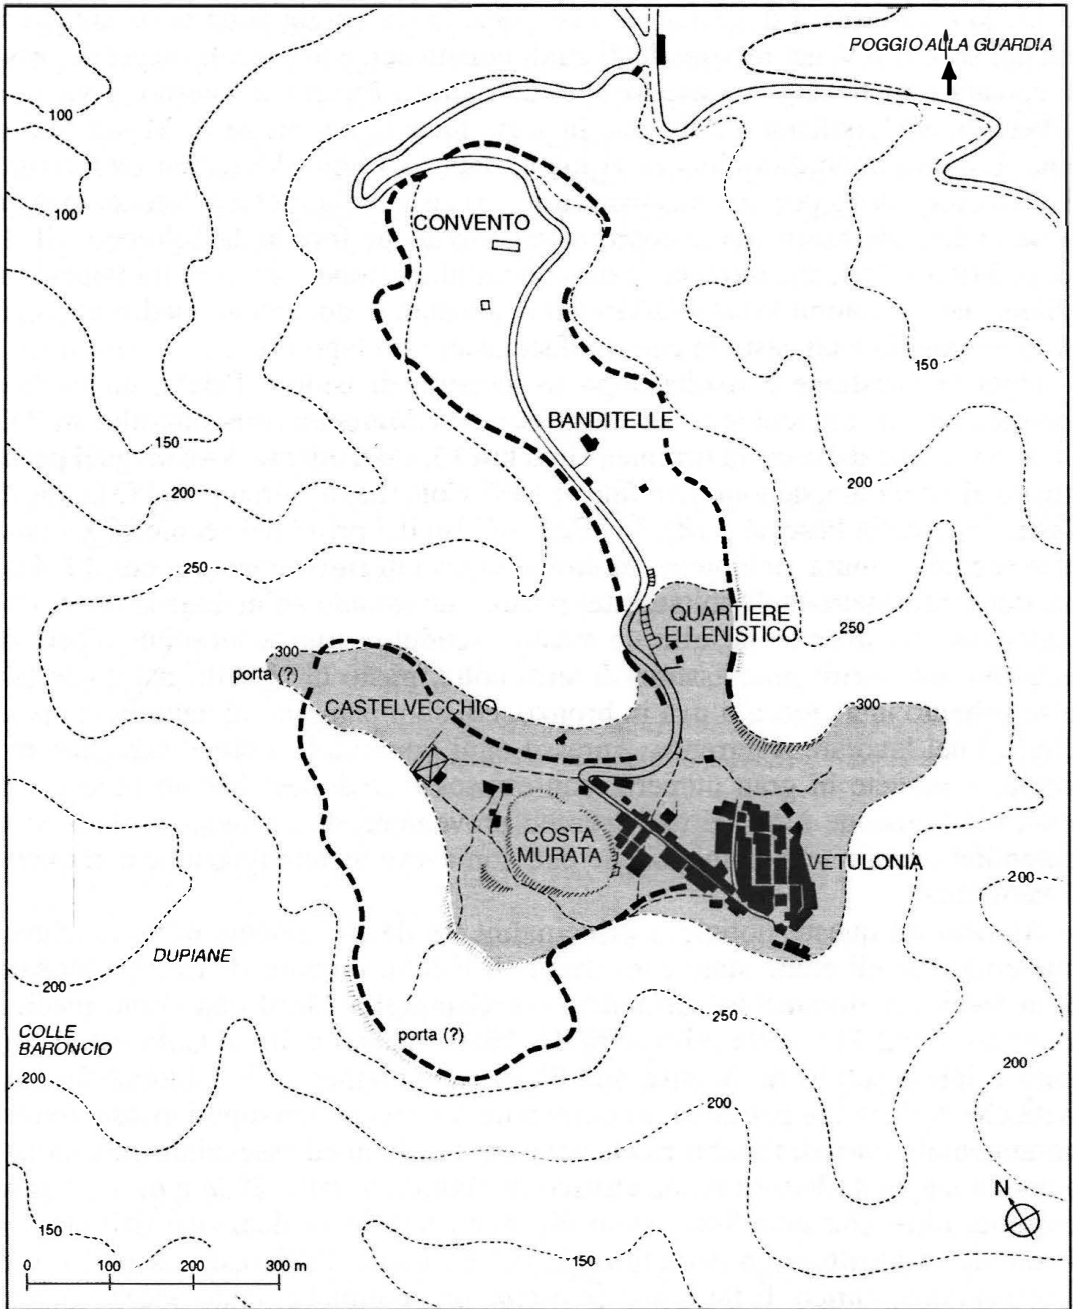 POGGIO ALLA GUARDIA
100
100
CONVENTO
150
BANDITELLE
150
200
200
250
QUARTIERE
ELLENISTICO
250
300
porta (?)
300
CASTELVECCHIO
COSTA
MURATA
VETULONIA
200
DUPIANE
200
COLLE
BARONCIO
porta (?)
250
200
200
200
N
150
150
0 100 200 300 m